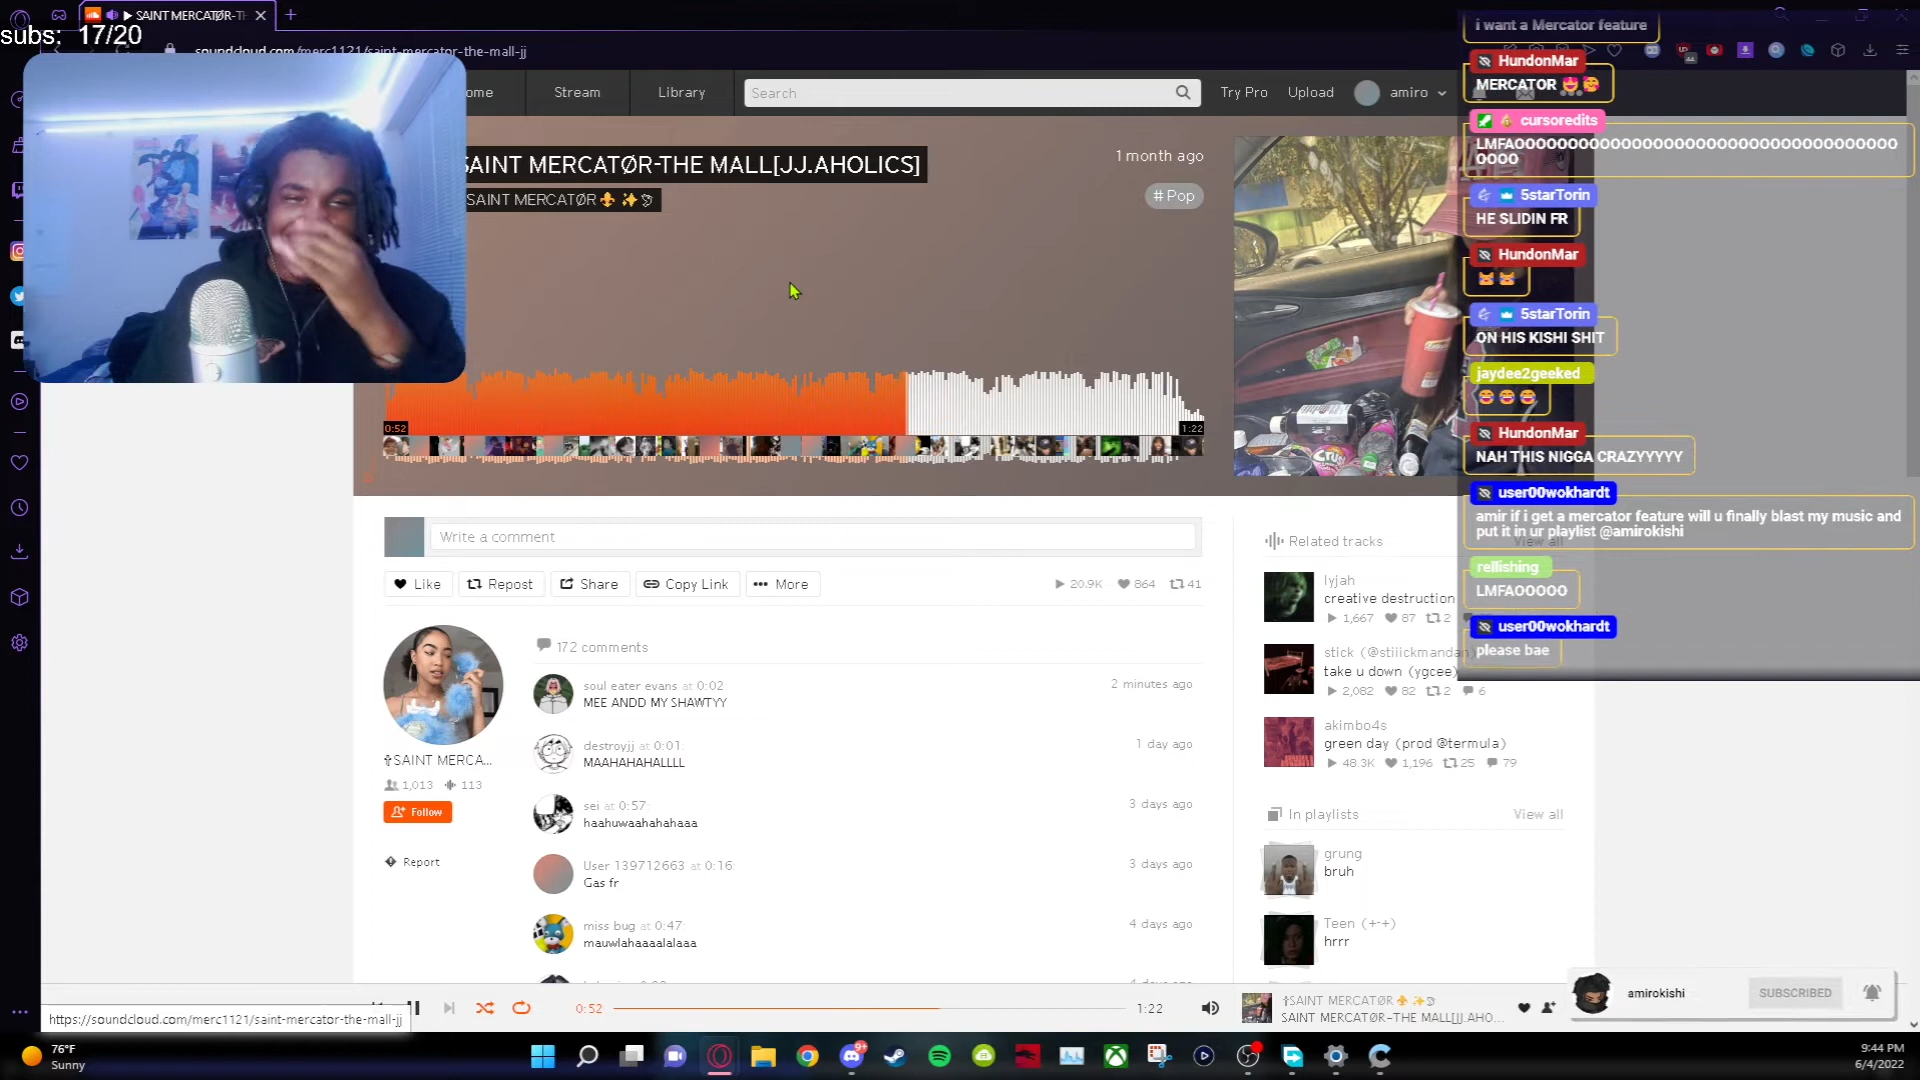 SAINT MERCATØR-TH
subs: 17/20
soundcloud.com/merc1121/saint-mercator-the-mall-jj
ome
Stream
Library
Search
Try Pro
Upload
amiro
SAINT MERCATØR-THE MALL[JJ.AHOLICS]
SAINT MERCATØR
1 month ago
# Pop
0:52
1:22
Write a comment
Like
Repost
Share
Copy Link
More
20.9K
864
41
SAINT MERCA...
1,013
113
Follow
Report
172 comments
soul eater evans at 0:02:
2 minutes ago
MEE ANDD MY SHAWTYY
destroyjj at 0:01:
1 day ago
MAAHAHAHALLLL
sei at 0:57:
3 days ago
haahuwaahahahaaa
User 139712663 at 0:16:
3 days ago
Gas fr
miss bug at 0:47:
4 days ago
mauwlahaaaalalaaa
Related tracks
View all
lyjah
creative destruction
1,667
87
2
stick (@stiiickmandan)
take u down (ygcee)
2,082
82
2
6
akimbo4s
green day (prod @termula)
48.3K
1,196
25
79
In playlists
View all
grung
bruh
Teen (+-+)
hrrr
i want a Mercator feature
HundonMar
MERCATOR 😍🥰
cursoredits
LMFAOOOOOOOOOOOOOOOOOOOOOOOOOOOOOOOOOOO
OOOO
5starTorin
HE SLIDIN FR
HundonMar
5starTorin
ON HIS KISHI SHIT
jaydee2geeked
😂 😂 😂
HundonMar
NAH THIS NIGGA CRAZYYYYY
user00wokhardt
amir if i get a mercator feature will u finally blast my music and
put it in ur playlist @amirokishi
rellishing
LMFAOOOOO
user00wokhardt
please bae
https://soundcloud.com/merc1121/saint-mercator-the-mall-jj
0:52
1:22
SAINT MERCATØR
SAINT MERCATØR-THE MALL[JJ.AHO...
amirokishi
SUBSCRIBED
76°F
Sunny
9:44 PM
6/4/2022